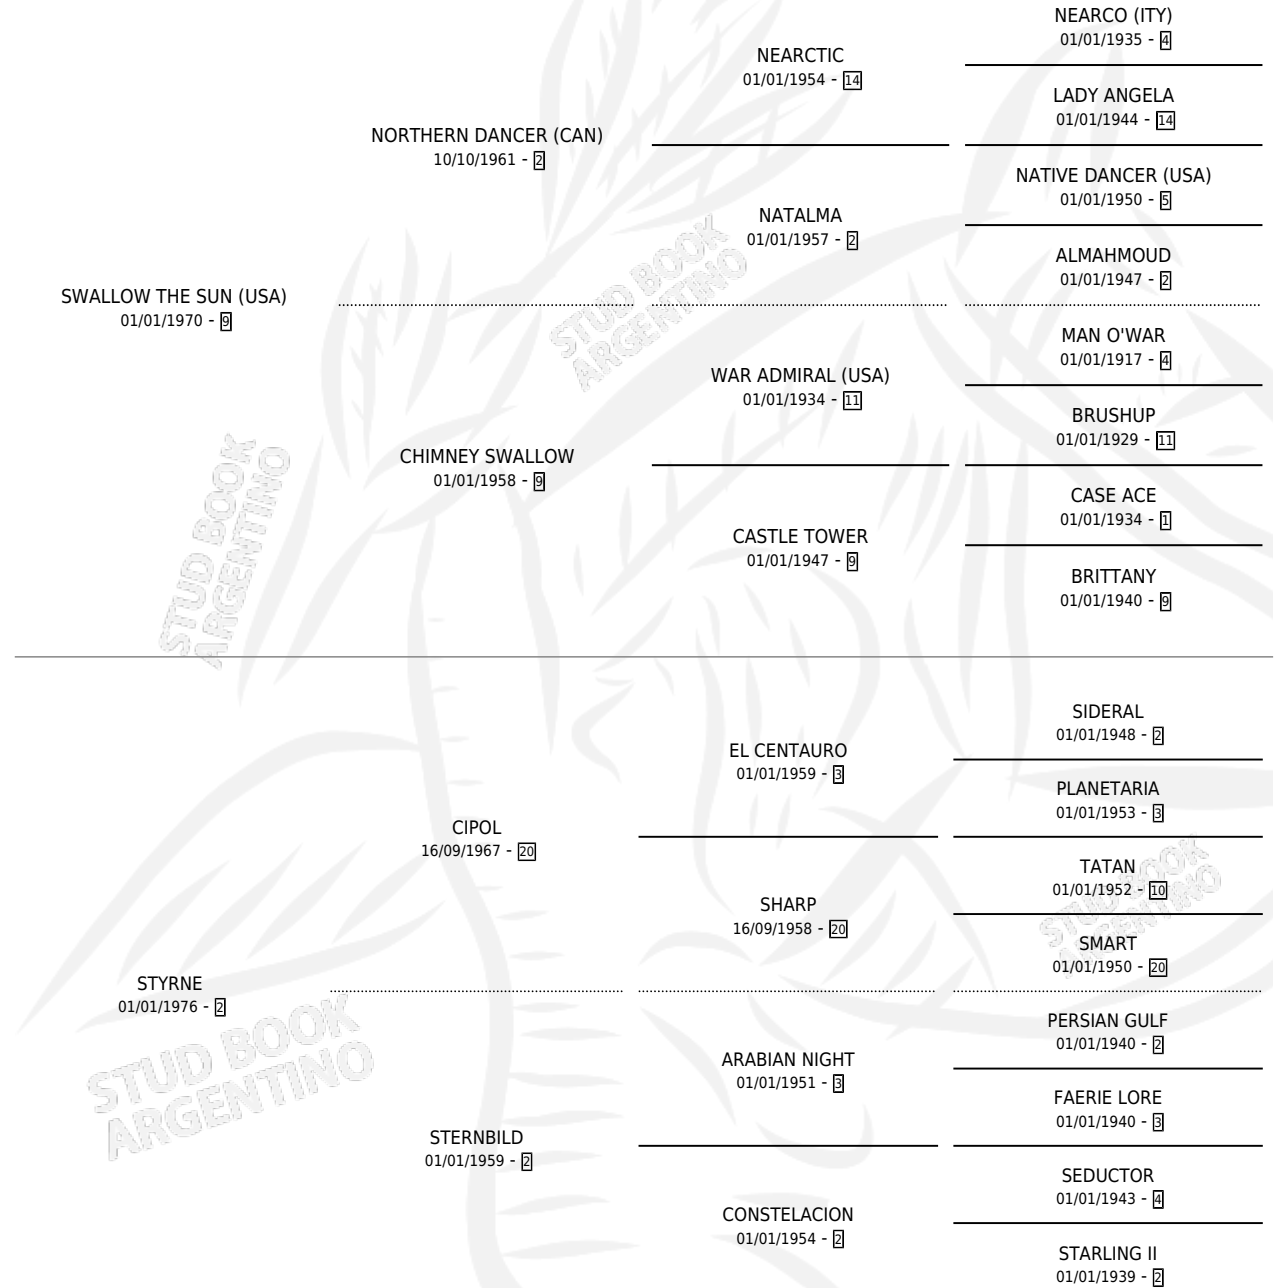 NEARCO (ITY)
01/01/1935 - 4
NEARCTIC
01/01/1954 - 14
LADY ANGELA
01/01/1944 - 14
NORTHERN DANCER (CAN)
10/10/1961 - 2
NATIVE DANCER (USA)
01/01/1950 - 5
NATALMA
01/01/1957 - 2
ALMAHMOUD
01/01/1947 - 2
SWALLOW THE SUN (USA)
01/01/1970 - 9
STUD BOOK
ARGENTINO
MAN O'WAR
01/01/1917 - 4
WAR ADMIRAL (USA)
01/01/1934 - 11
BRUSHUP
01/01/1929 - 11
CHIMNEY SWALLOW
01/01/1958 - 9
CASE ACE
01/01/1934 - 1
CASTLE TOWER
01/01/1947 - 9
BRITTANY
01/01/1940 - 9
STUD BOOK
ARGENTINO
SIDERAL
01/01/1948 - 2
EL CENTAURO
01/01/1959 - 3
PLANETARIA
01/01/1953 - 3
CIPOL
16/09/1967 - 20
TATAN
01/01/1952 - 10
SHARP
16/09/1958 - 20
SMART
01/01/1950 - 20
STUD BOOK
ARGENTINO
STYRNE
01/01/1976 - 2
PERSIAN GULF
01/01/1940 - 2
ARABIAN NIGHT
01/01/1951 - 3
FAERIE LORE
01/01/1940 - 3
STUD BOOK
ARGENTINO
STERNBILD
01/01/1959 - 2
SEDUCTOR
01/01/1943 - 4
CONSTELACION
01/01/1954 - 2
STARLING II
01/01/1939 - 2